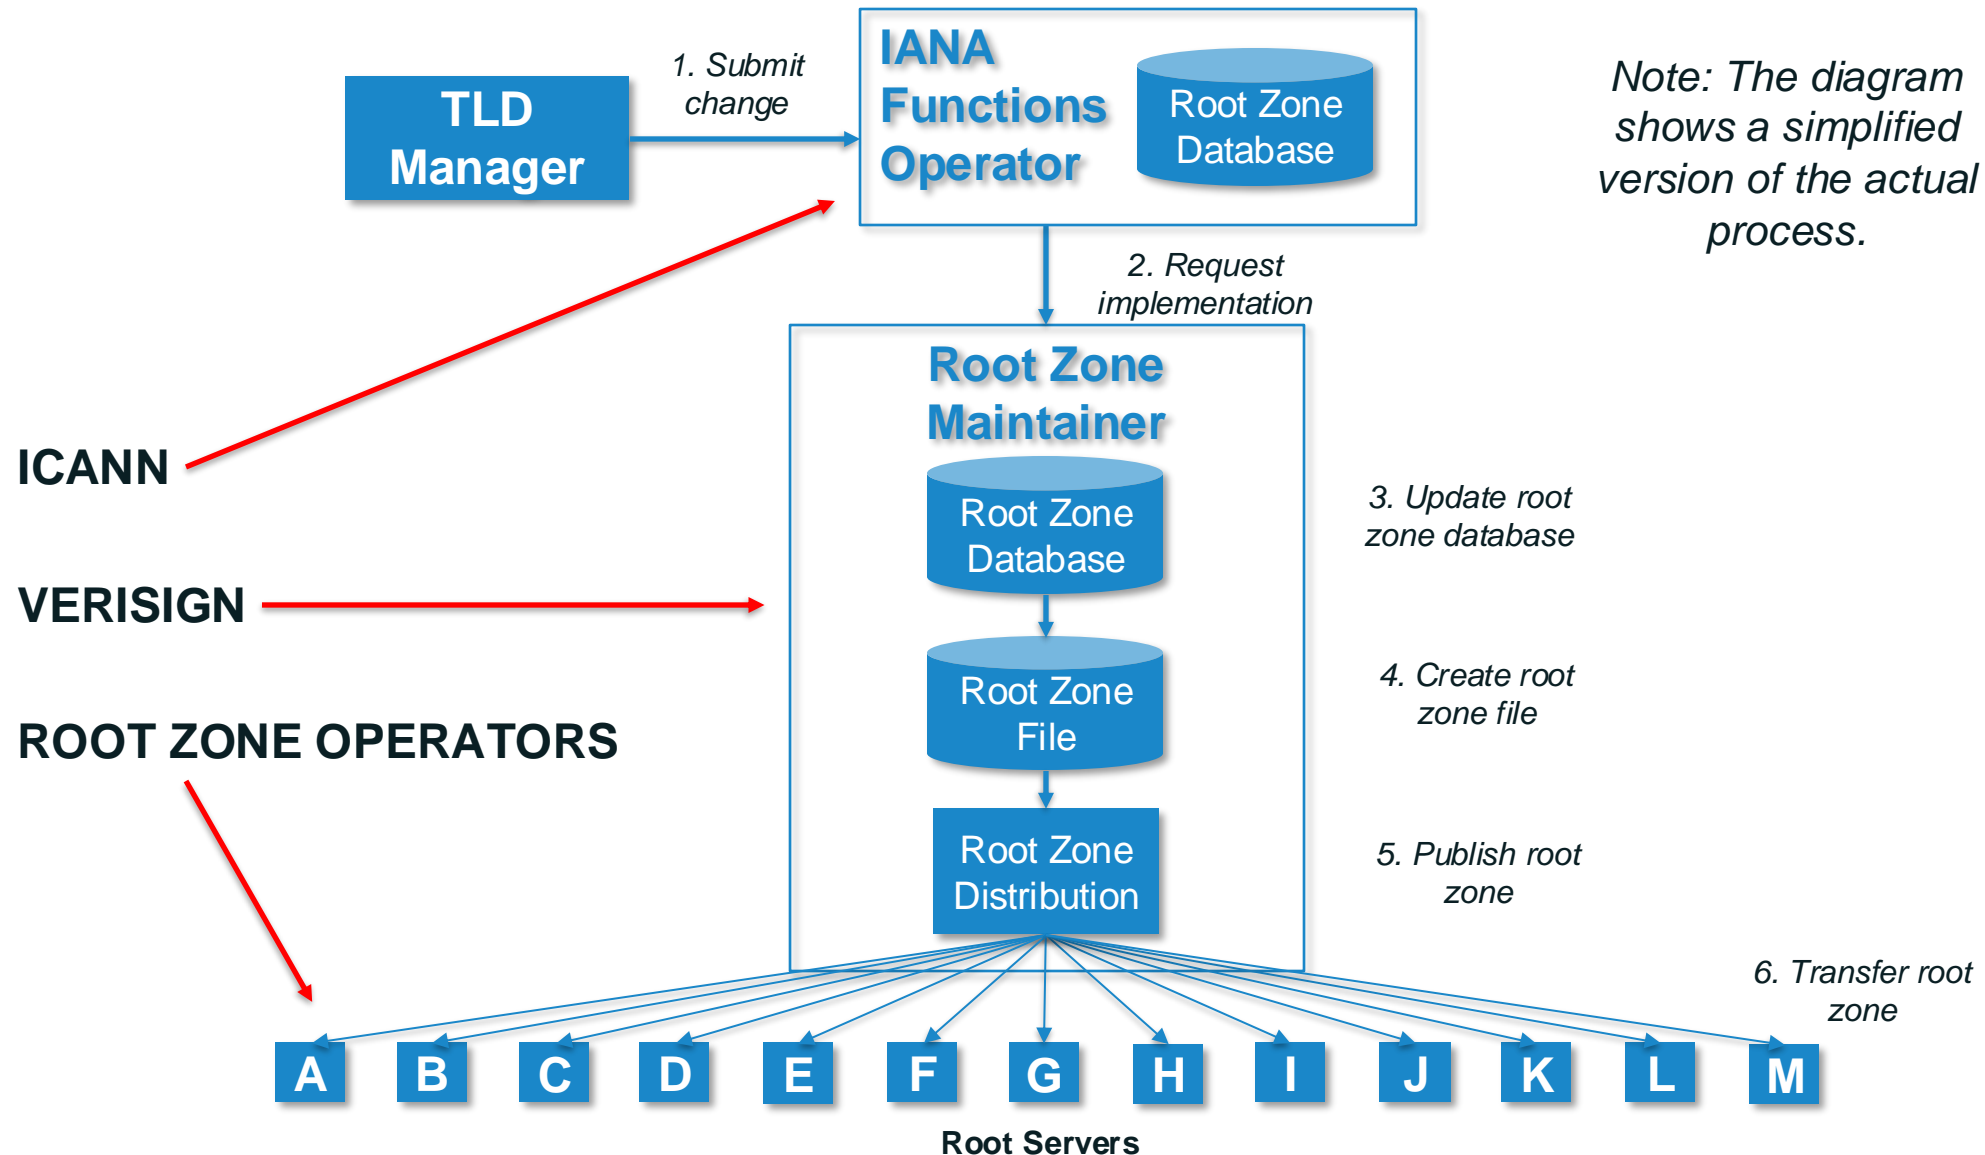 TLD
Manager
1. Submit
change
IANA
Functions
Operator
Root Zone
Database
Note: The diagram
shows a simplified
version of the actual
process.
2. Request
implementation
Root Zone
Maintainer
ICANN
Root Zone
Database
3. Update root
zone database
VERISIGN
Root Zone
File
4. Create root
zone file
ROOT ZONE OPERATORS
Root Zone
Distribution
5. Publish root
zone
6. Transfer root
zone
A B C D E F G H I J K L M
Root Servers